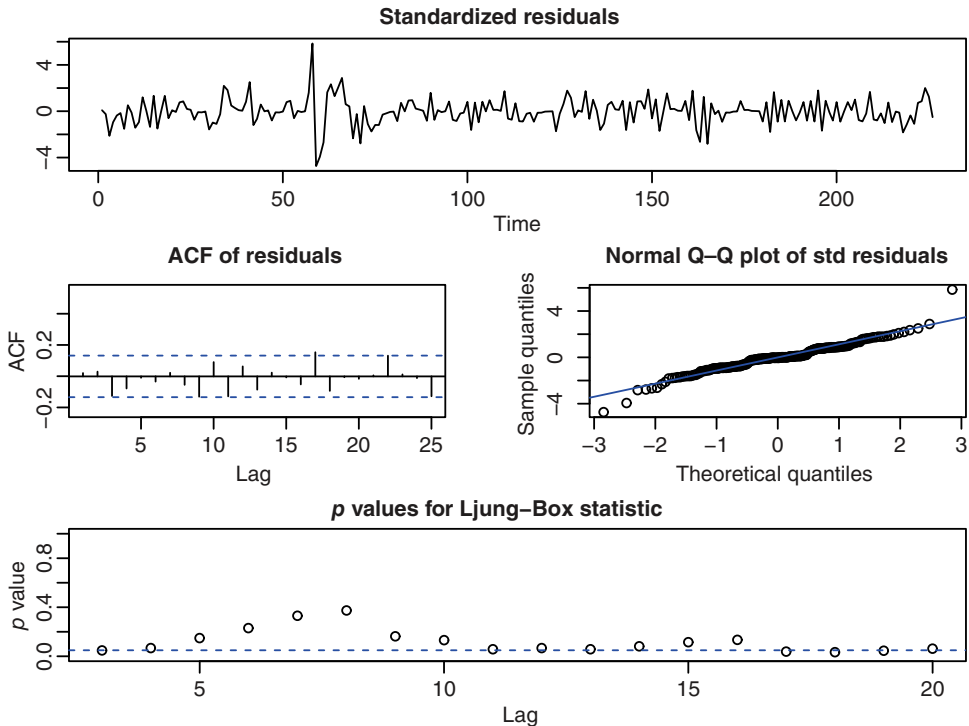 Standardized residuals
4
0
−4
0 50 100 150 200
Time
ACF of residuals
ACF
0.2
−0.2
5 10 15 20 25
Lag
Normal Q–Q plot of std residuals
Sample quantiles
4
0
−4
−3 −2 −1 0 1 2 3
Theoretical quantiles
p values for Ljung–Box statistic
p value
0.8
0.4
0.0
5 10 15 20
Lag